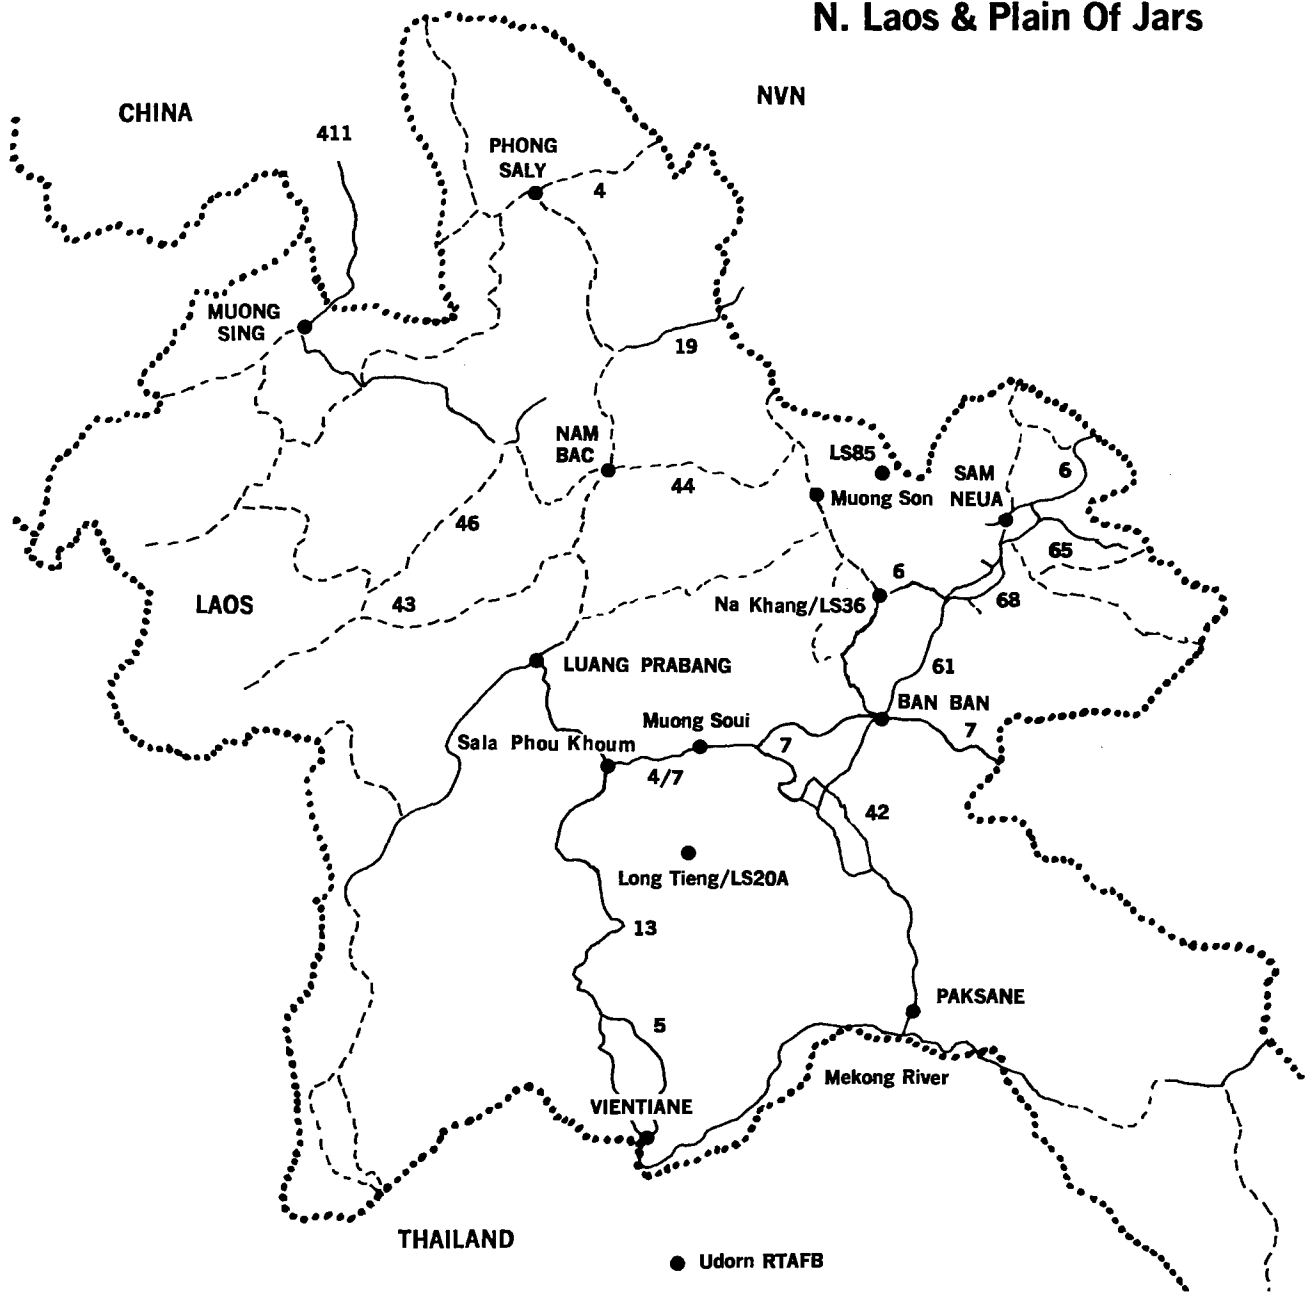 N. Laos & Plain Of Jars
NVN
CHINA
411
PHONG
SALY
4
MUONG
SING
19
NAM
BAC
LS85
SAM
NEUA
6
44
Muong Son
46
65
6
LAOS
43
Na Khang/LS36
68
LUANG PRABANG
61
BAN BAN
Muong Soui
7
7
Sala Phou Khoum
4/7
42
Long Tieng/LS20A
13
PAKSANE
5
Mekong River
VIENTIANE
THAILAND
Udorn RTAFB